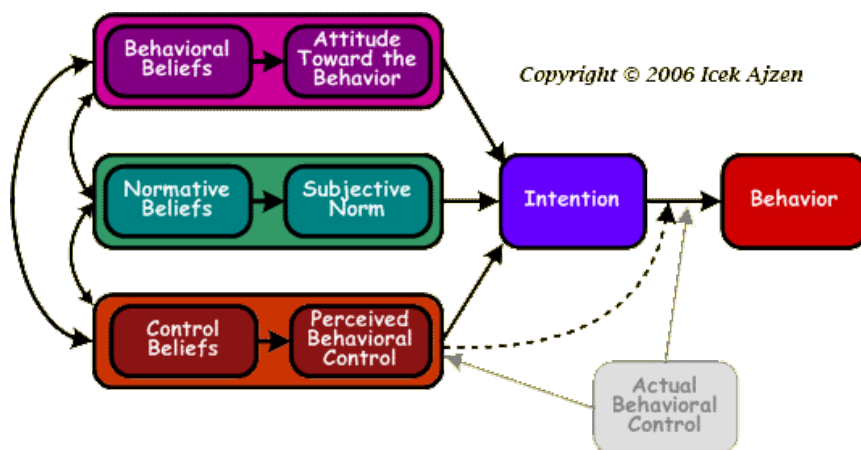 Behavioral
Beliefs
Attitude
Toward the
Behavior
Copyright © 2006 Icek Ajzen
Normative
Beliefs
Subjective
Norm
Intention
Behavior
Control
Beliefs
Perceived
Behavioral
Control
Actual
Behavioral
Control